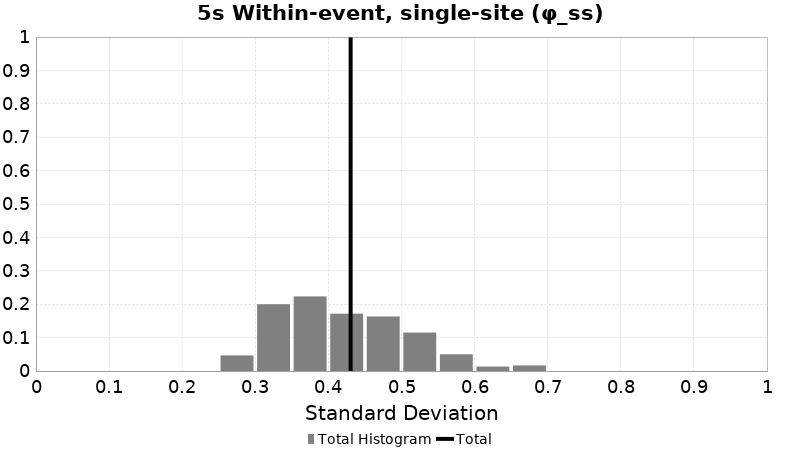 5s Within-event, single-site (φ_ss)
1
0.9
0.8
0.7
0.6
0.5
0.4
0.3
0.2
0.1
0
0 0.1 0.2 0.3 0.4 0.5 0.6 0.7 0.8 0.9 1
Standard Deviation
Total Histogram Total